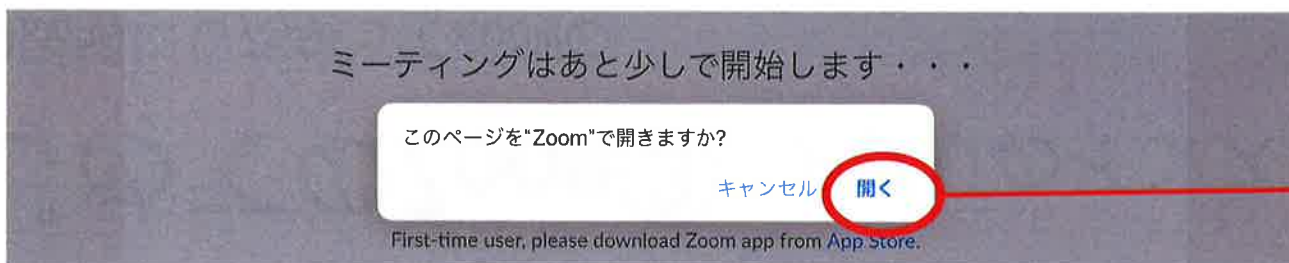 ミーティングはあと少しで開始します・・・
このページを"Zoom"で開きますか?
キャンセル 開く
First-time user, please download Zoom app from App Store.